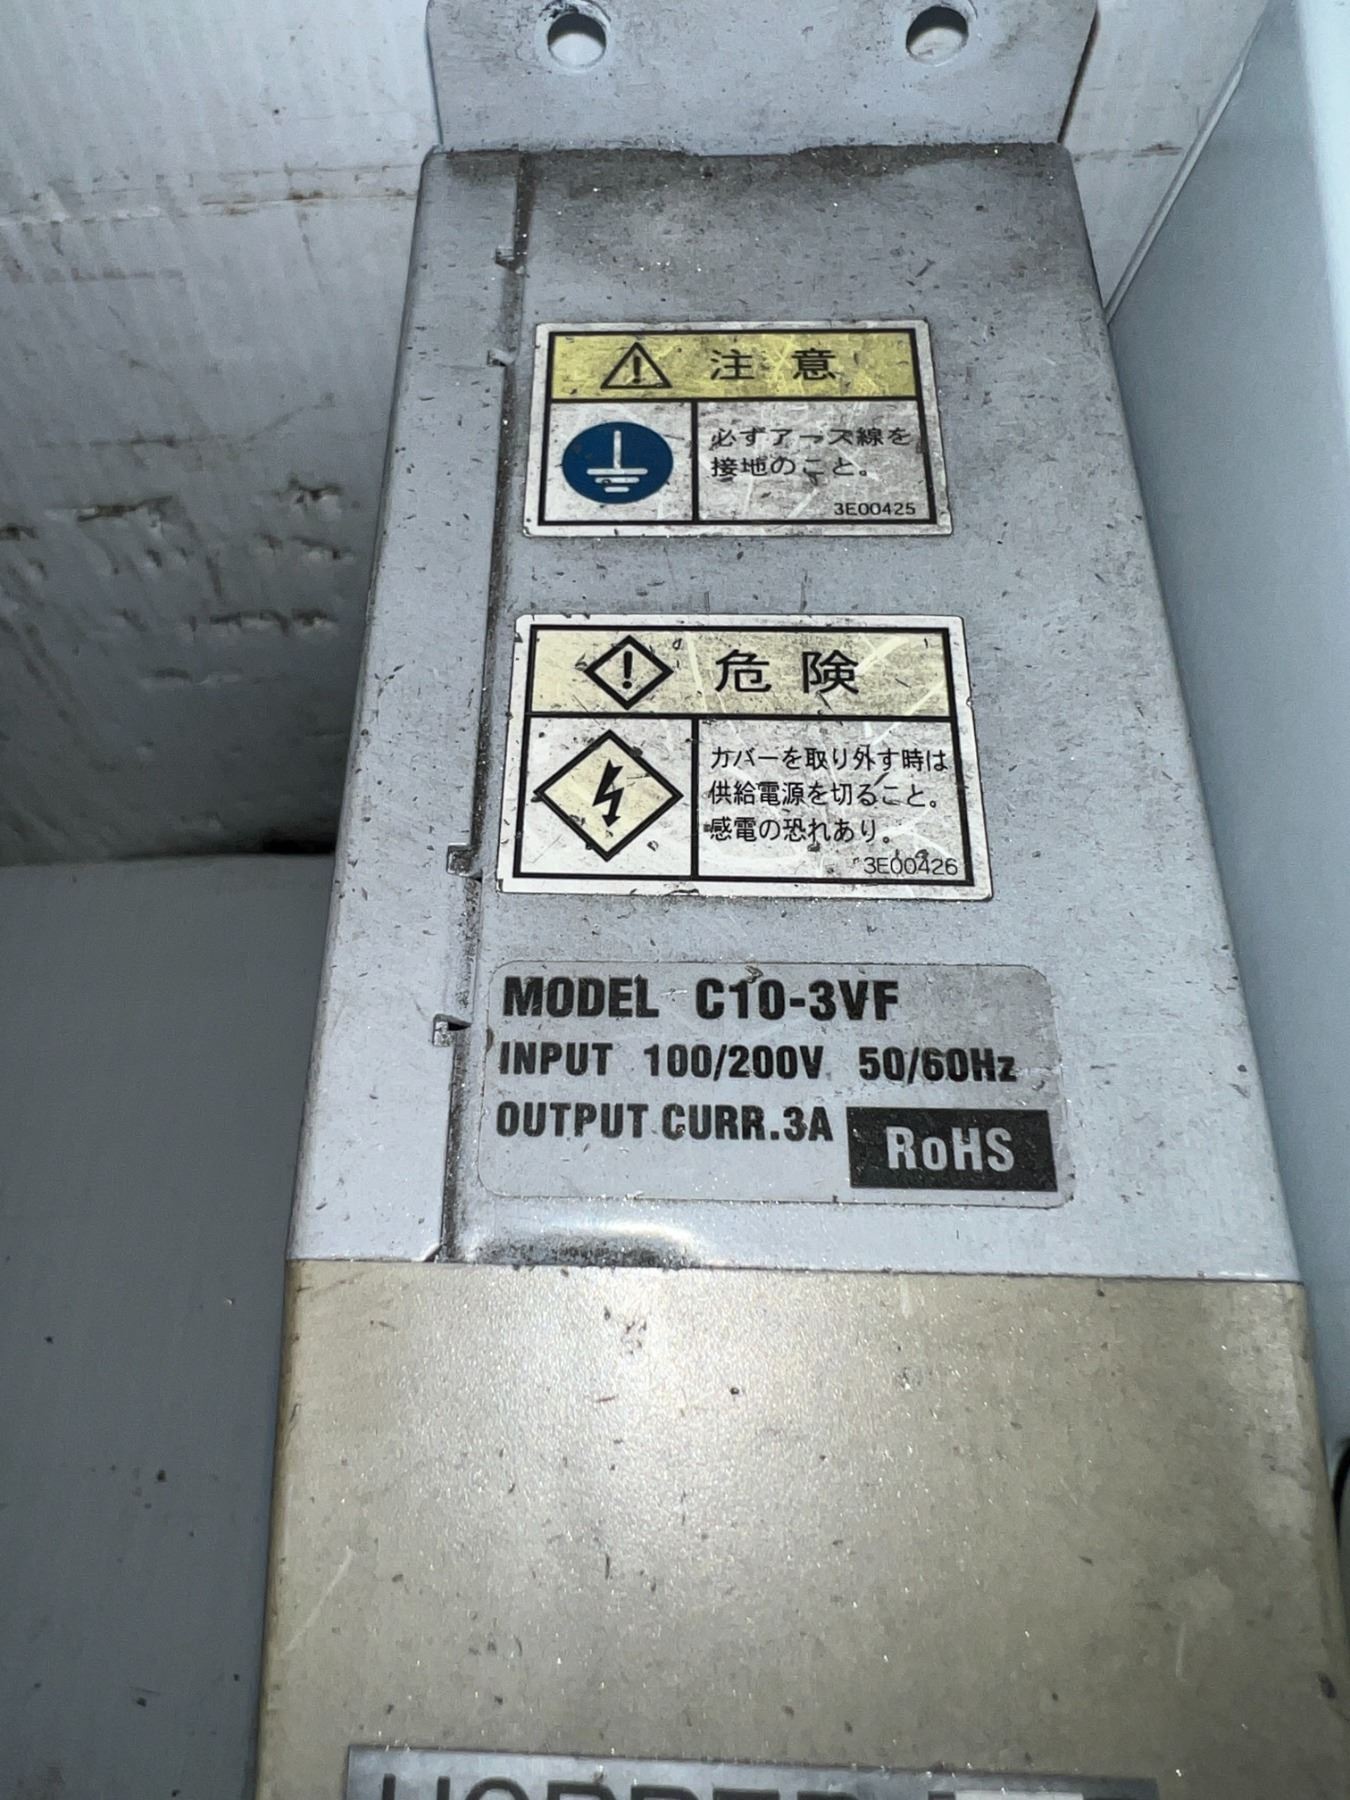 注意
必ずアース線を
接地のこと。
3E00425
危険
カバーを取り外す時は
供給電源を切ること。
感電の恐れあり。
3E00426
MODEL C10-3VF
INPUT 100/200V 50/60Hz
OUTPUT CURR.3A
RoHS